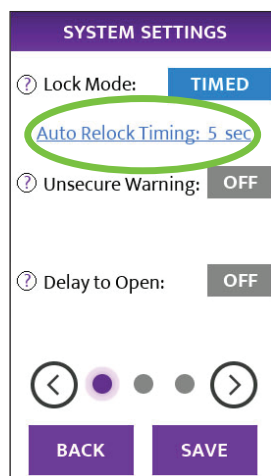 SYSTEM SETTINGS
? Lock Mode: TIMED
Auto Relock Timing: 5 sec
? Unsecure Warning: OFF
? Delay to Open: OFF
BACK SAVE